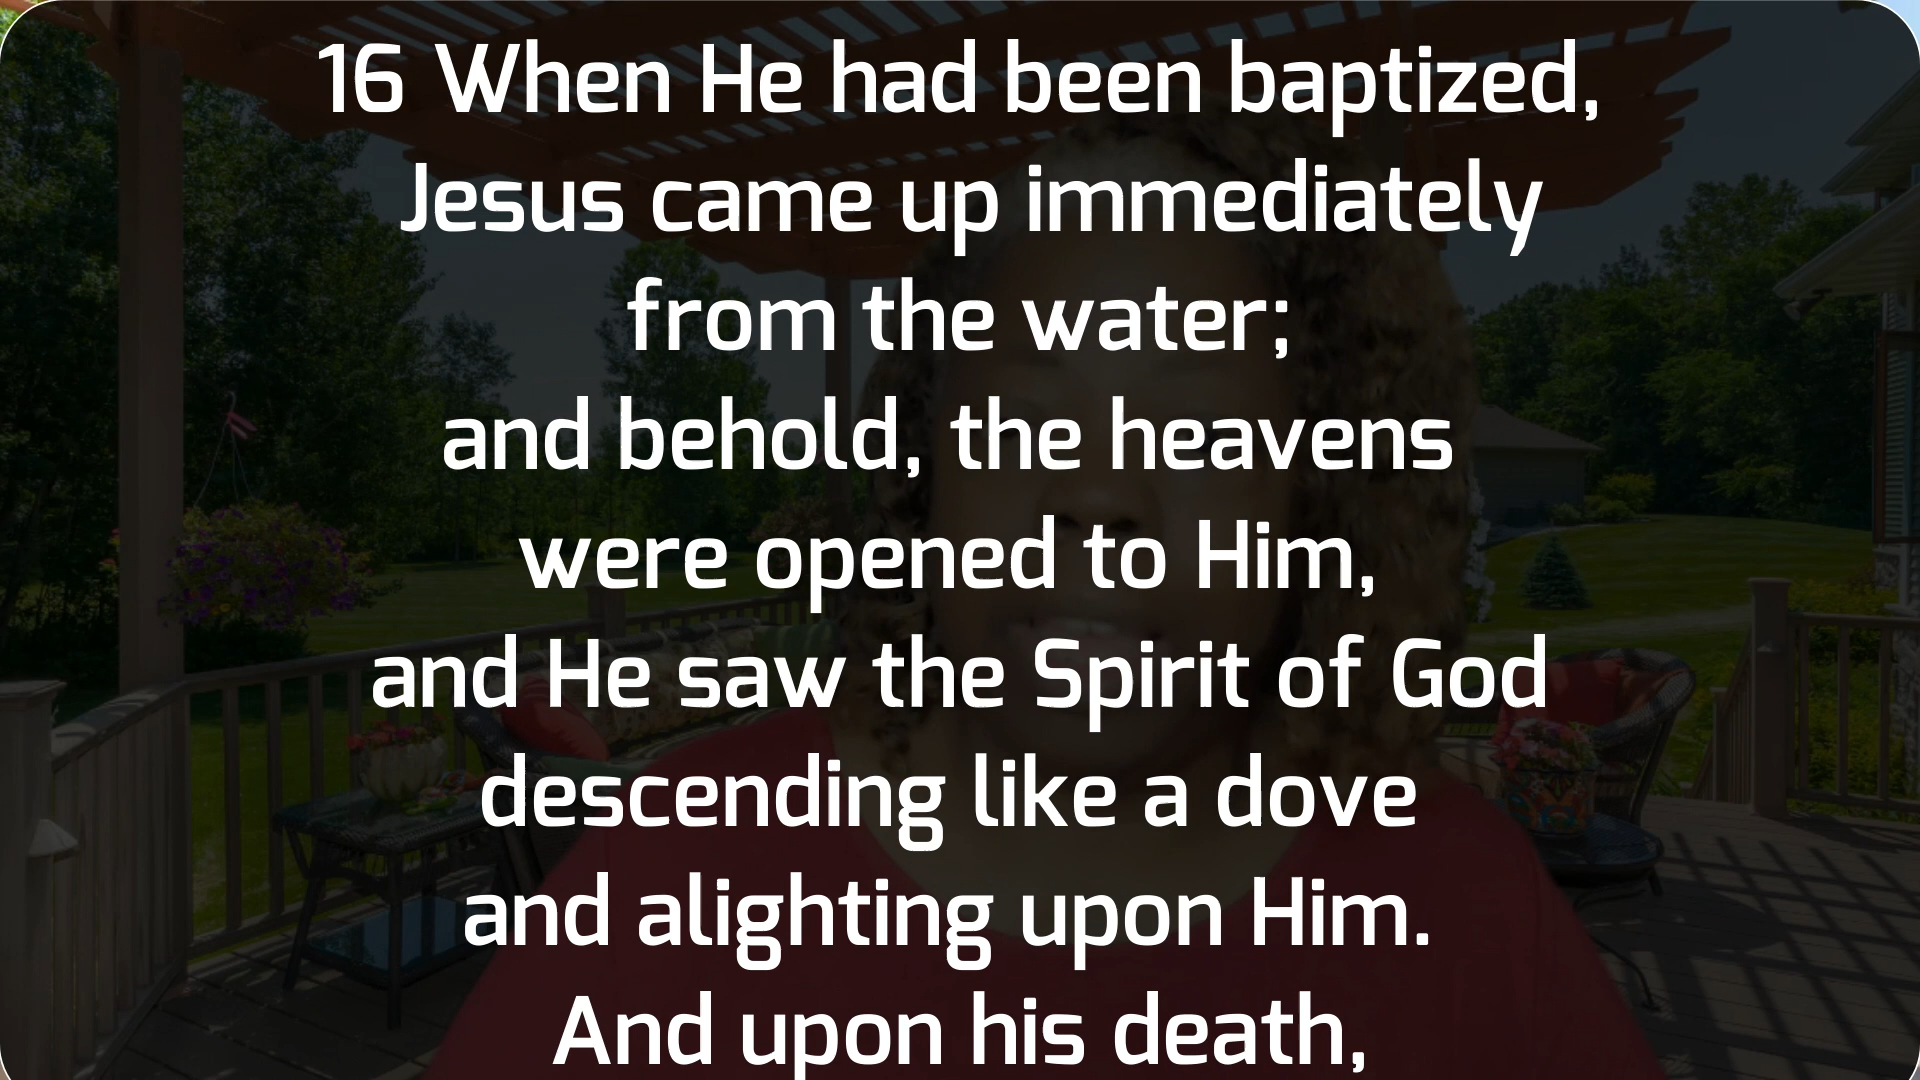 16 When He had been baptized,
Jesus came up immediately
from the water;
and behold, the heavens
were opened to Him,
and He saw the Spirit of God
descending like a dove
and alighting upon Him.
And upon his death,